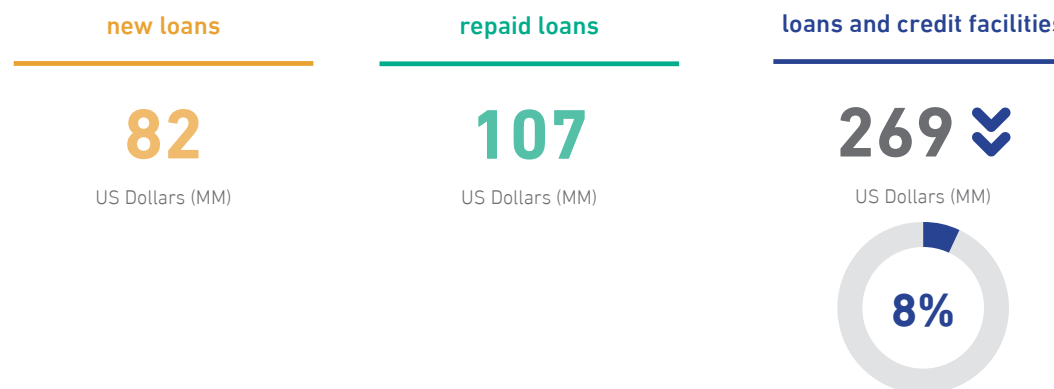 new loans
82
US Dollars (MM)
repaid loans
107
US Dollars (MM)
loans and credit facilities
269
US Dollars (MM)
8%